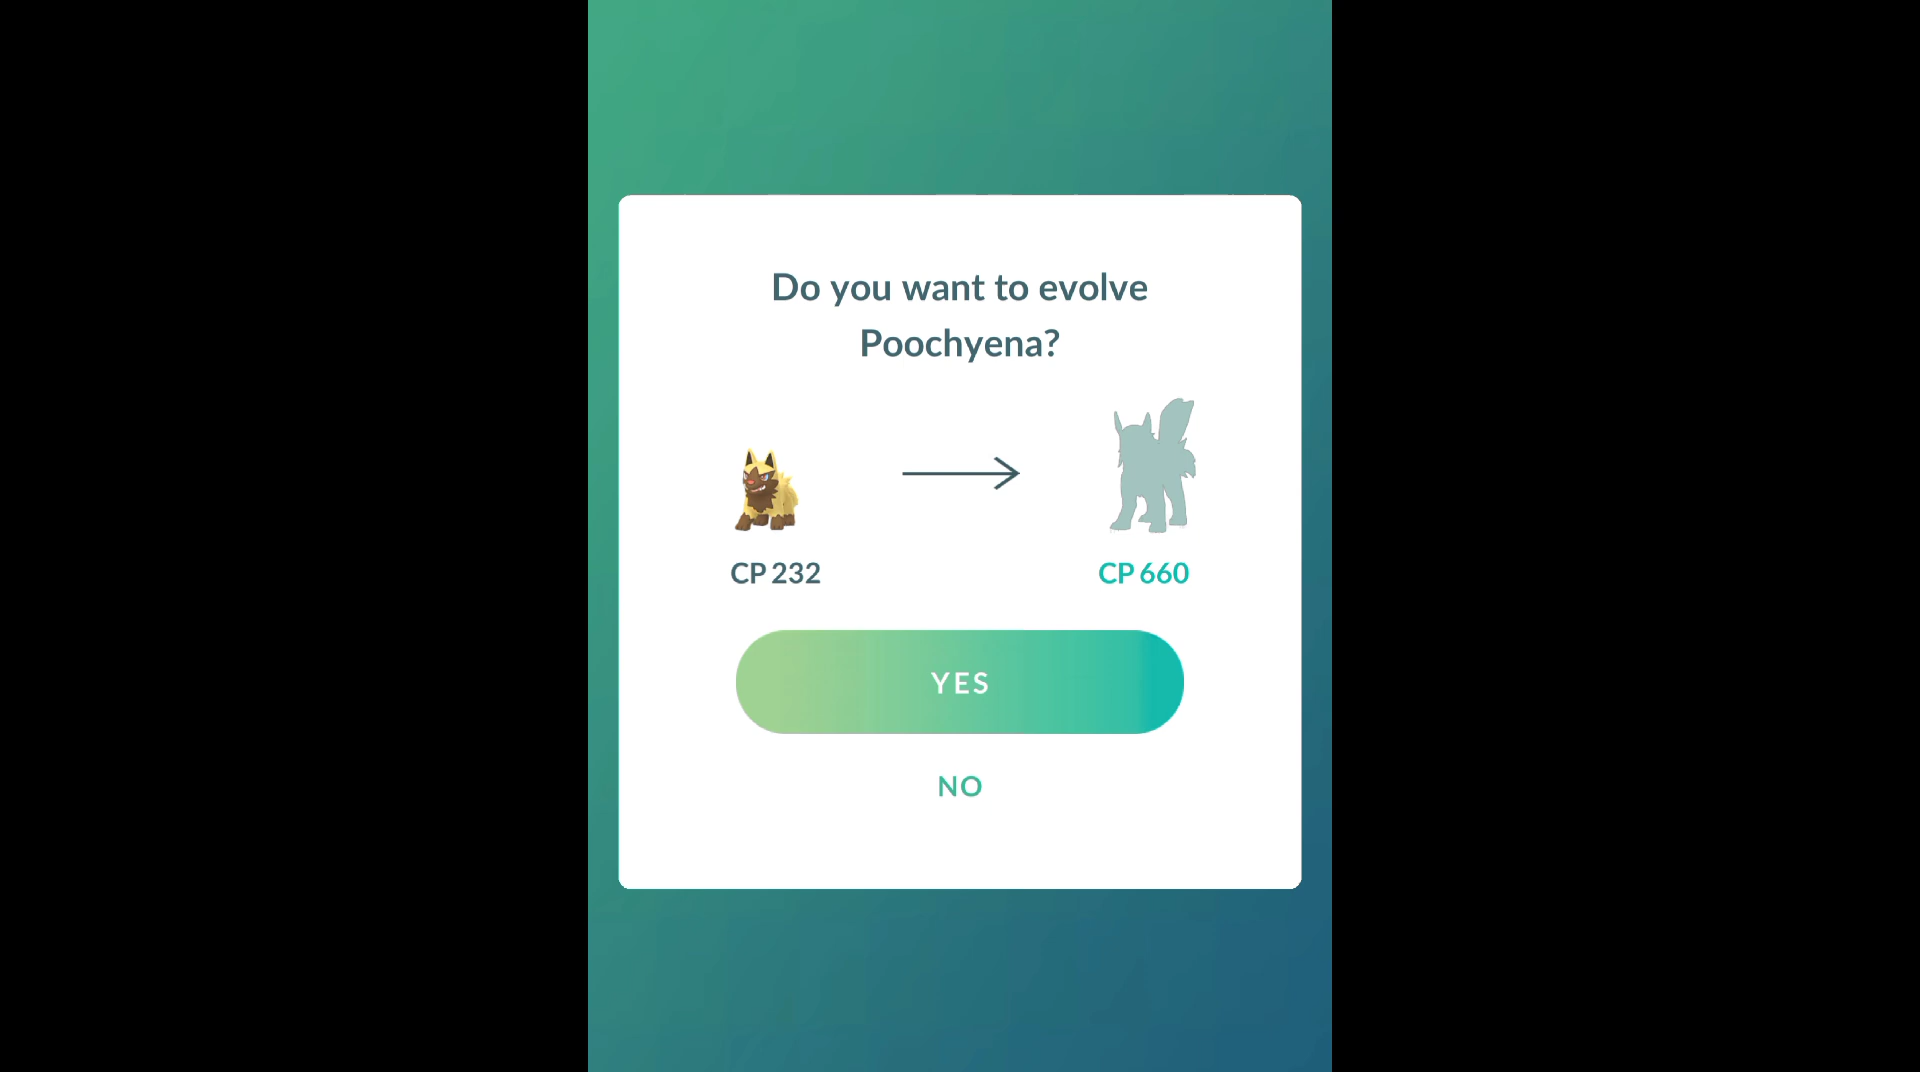 Do you want to evolve
Poochyena?
CP 232
CP 660
YES
NO